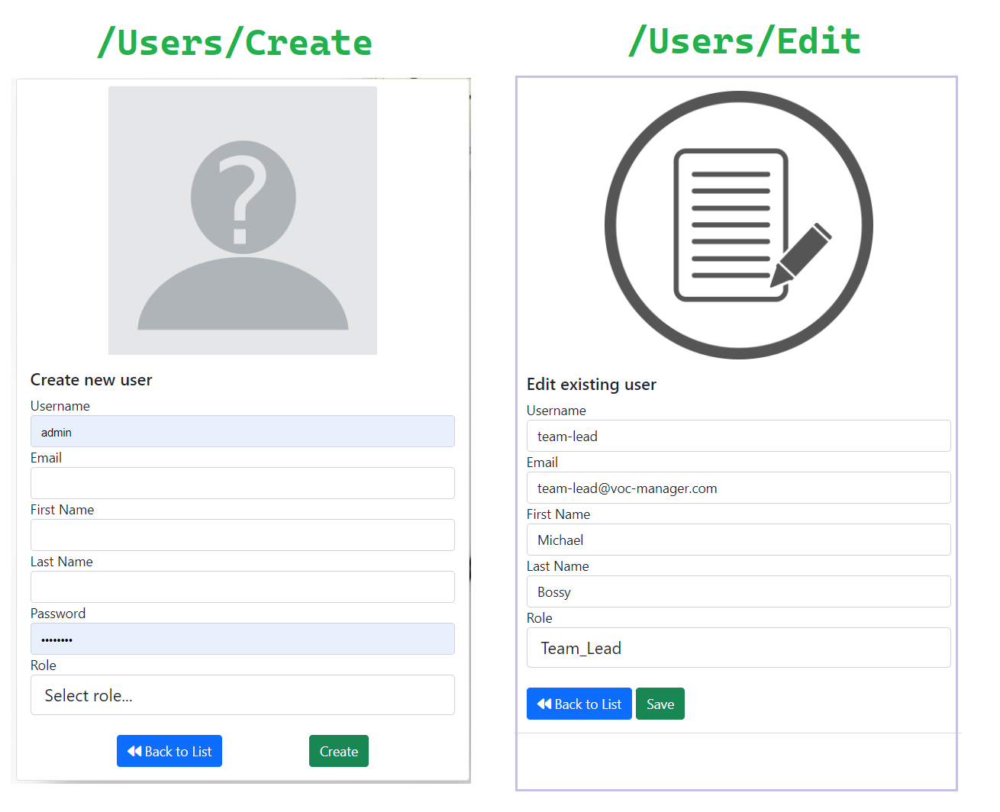 /Users/Create
?
Create new user
Username
admin
Email
First Name
Last Name
Password
••••••••
Role
Select role...
Back to List
Create
/Users/Edit
Edit existing user
Username
team-lead
Email
team-lead@voc-manager.com
First Name
Michael
Last Name
Bossy
Role
Team_Lead
Back to List
Save